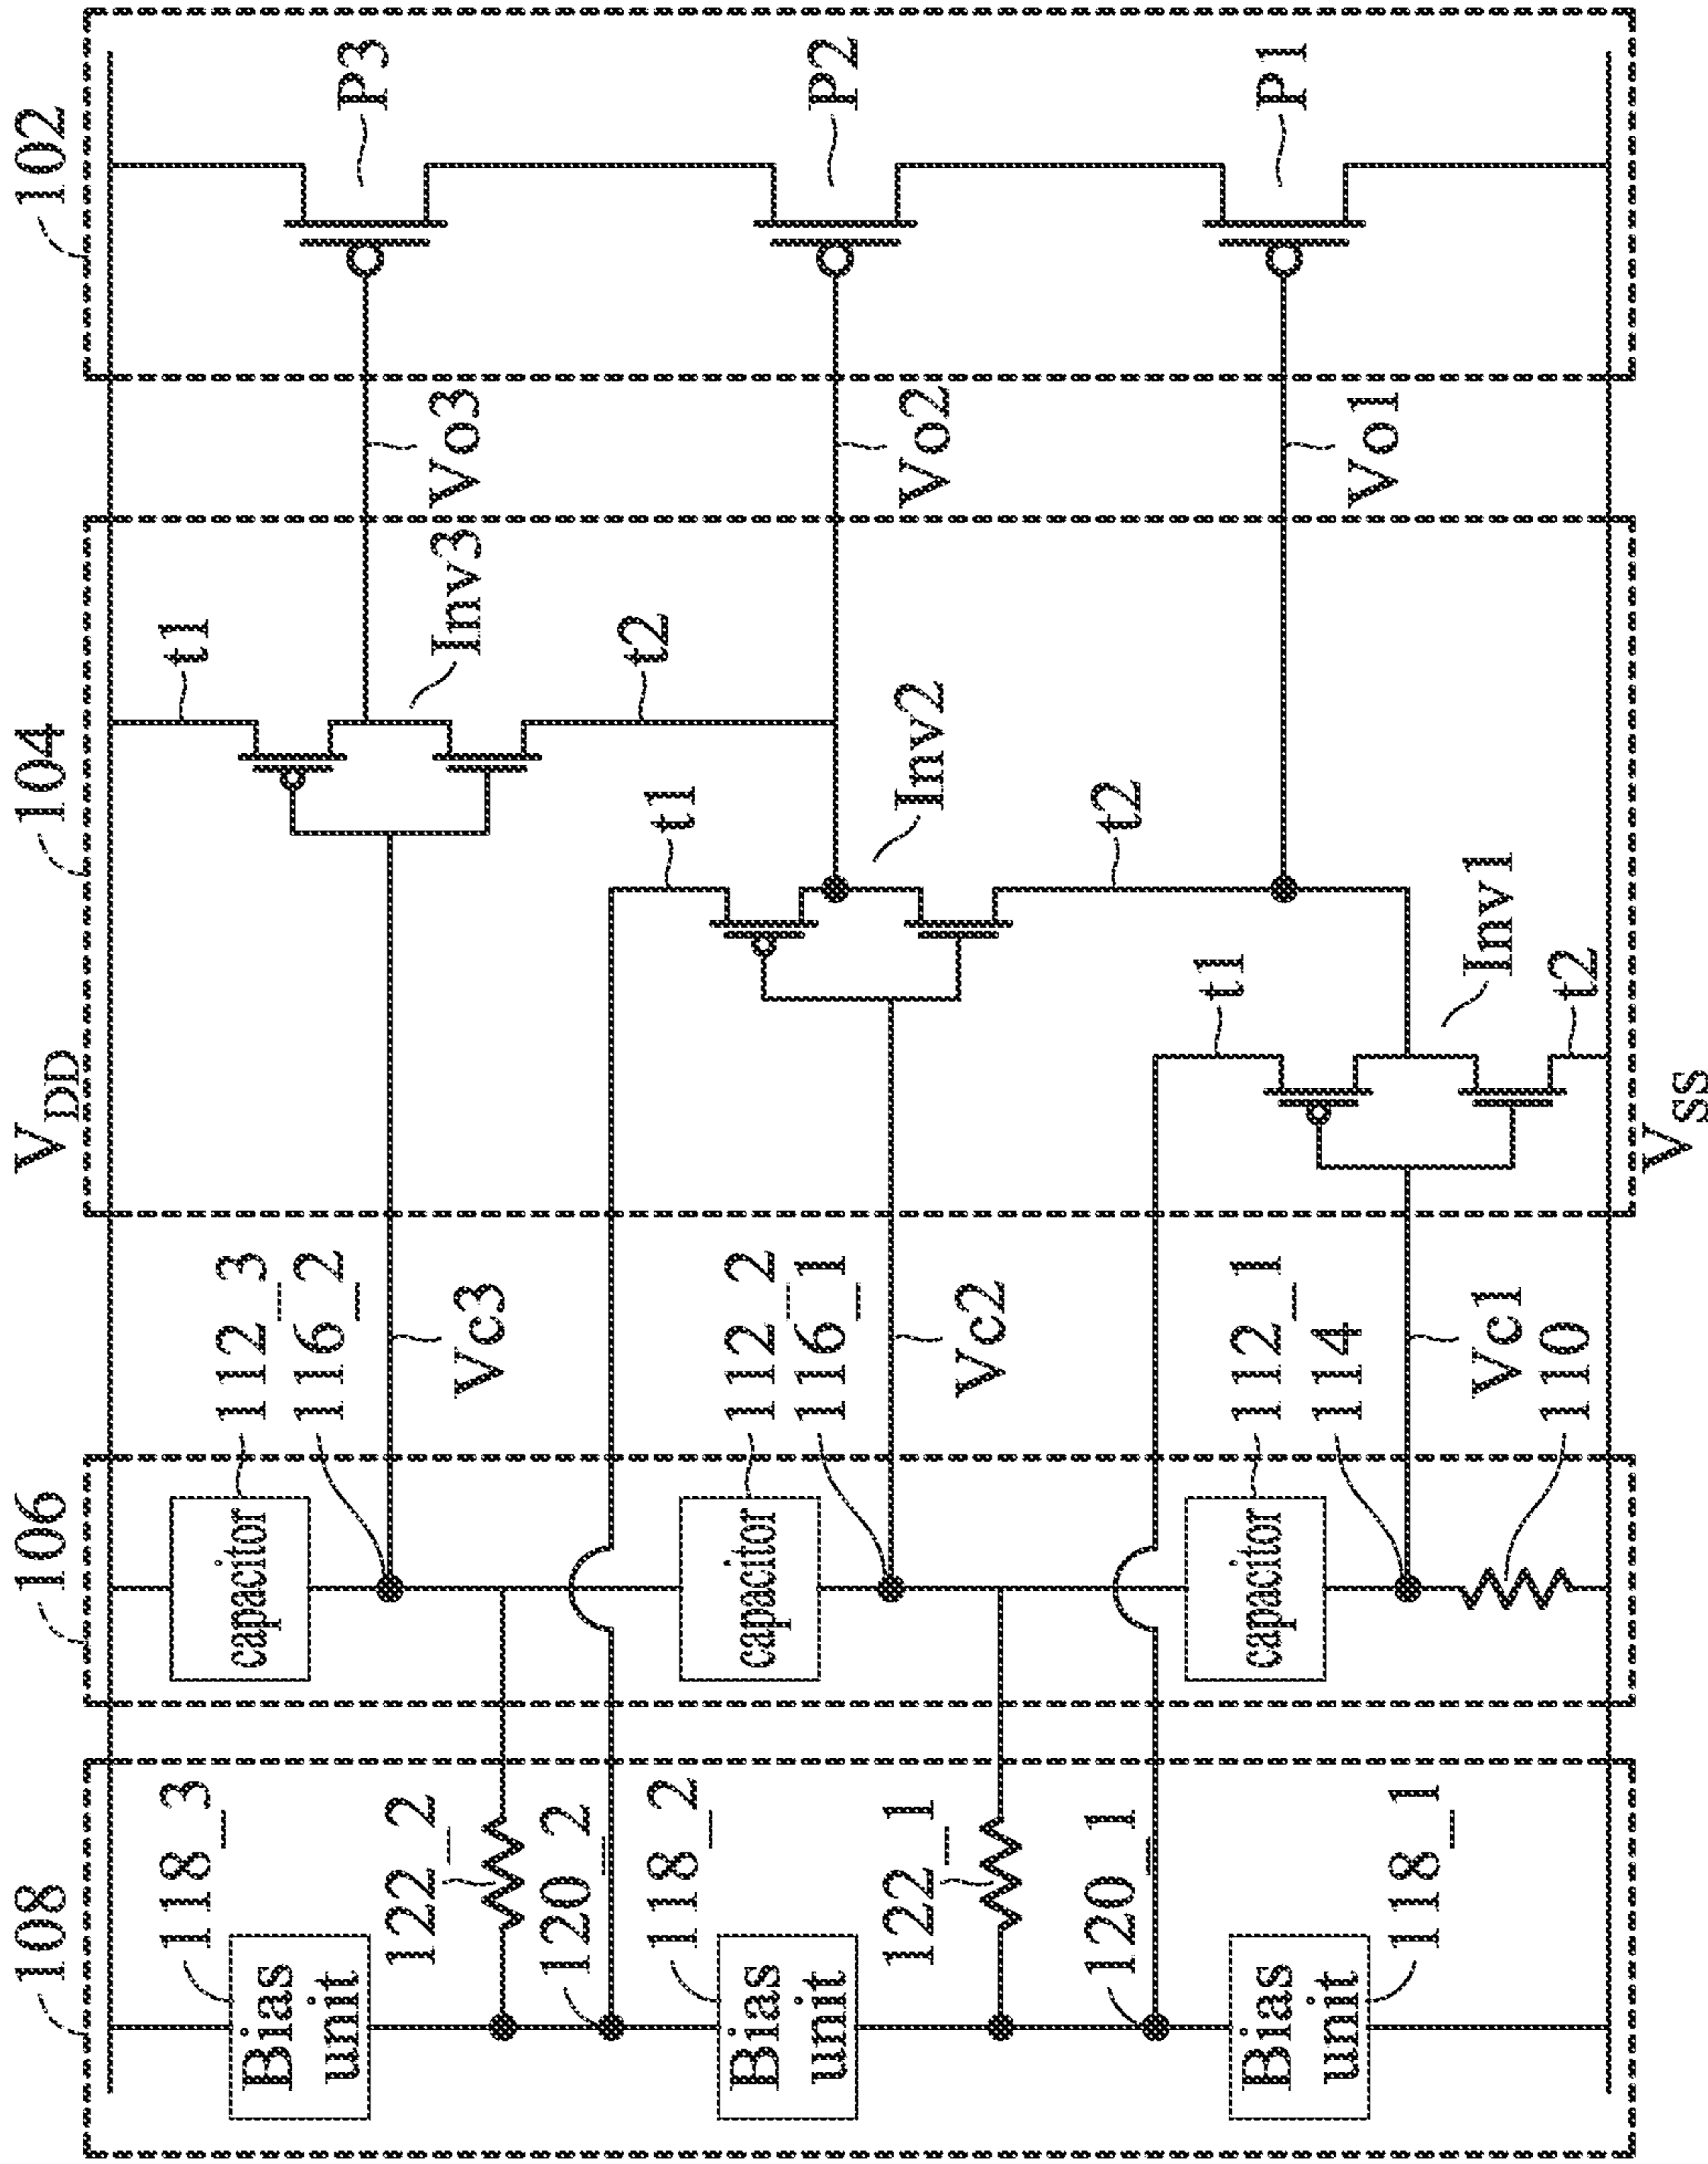 108
106
104
102
V_DD
118_3
Bias
unit
122_2
120_2
118_2
Bias
unit
122_1
120_1
Bias
unit
118_1
112_3
116_2
capacitor
Vc3
112_2
116_1
capacitor
Vc2
112_1
114
capacitor
Vc1
110
t1
Inv3
t2
t1
Inv2
t2
t1
Inv1
t2
Vo3
Vo2
Vo1
P3
P2
P1
V_SS